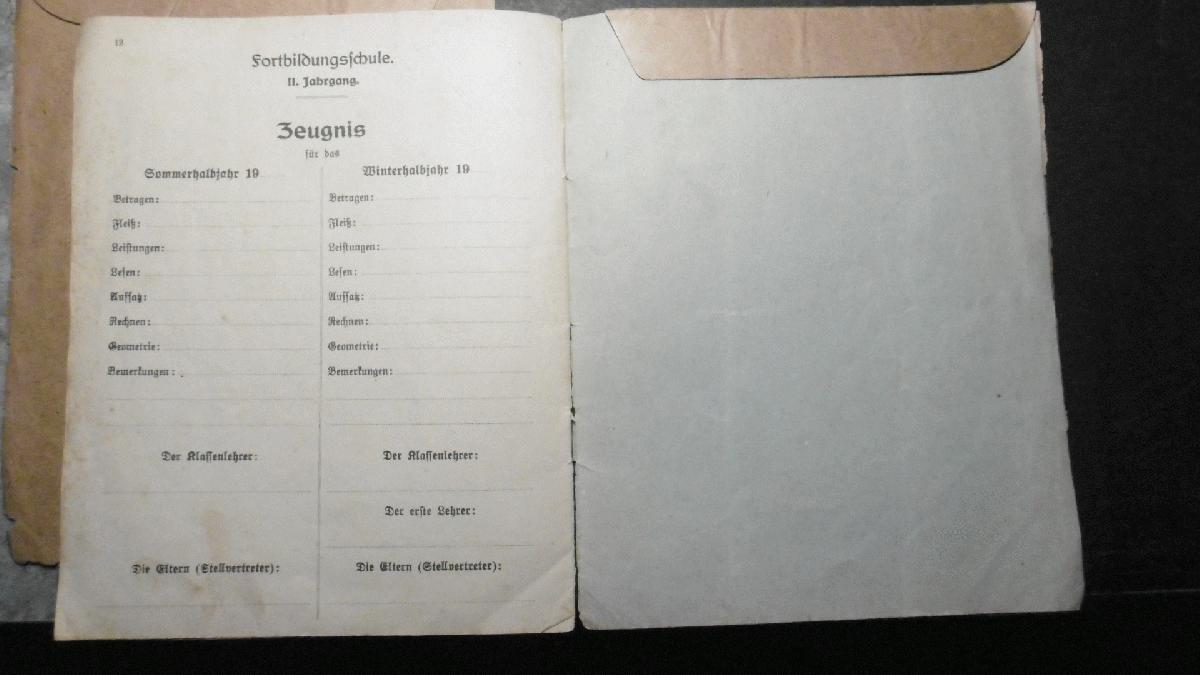 12
Fortbildungsschule.
II. Jahrgang.
Zeugnis
für das
Sommerhalbjahr 19
Betragen:
Fleiß:
Leistungen:
Lesen:
Aufsatz:
Rechnen:
Geometrie:
Bemerkungen:
Der Klassenlehrer:
Die Eltern (Stellvertreter):
Winterhalbjahr 19
Betragen:
Fleiß:
Leistungen:
Lesen:
Aufsatz:
Rechnen:
Geometrie:
Bemerkungen:
Der Klassenlehrer:
Der erste Lehrer:
Die Eltern (Stellvertreter):